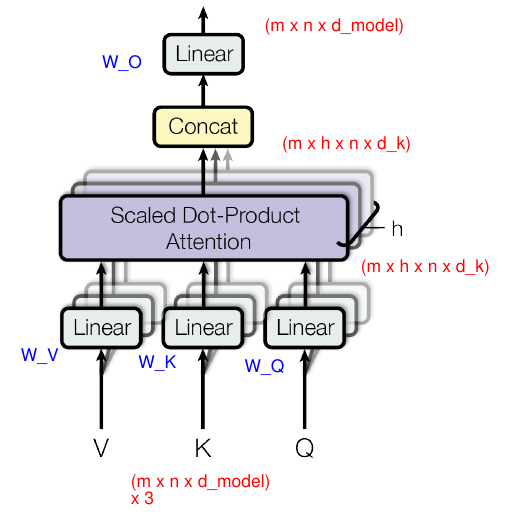 (m x n x d_model)
Linear
W_O
Concat
(m x h x n x d_k)
Scaled Dot-Product
Attention
h
(m x h x n x d_k)
Linear
Linear
Linear
W_V
W_K
W_Q
V
K
Q
(m x n x d_model)
x 3